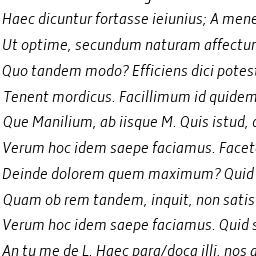 Haec dicuntur fortasse ieiunius; A mene
Ut optime, secundum naturam affectum
Quo tandem modo? Efficiens dici potest
Tenent mordicus. Facillimum id quidem
Que Manilium, ab iisque M. Quis istud,
Verum hoc idem saepe faciamus. Facet
Deinde dolorem quem maximum? Quid
Quam ob rem tandem, inquit, non satis
Verum hoc idem saepe faciamus. Quid s
An tu me de L. Haec para/doca illi, nos a